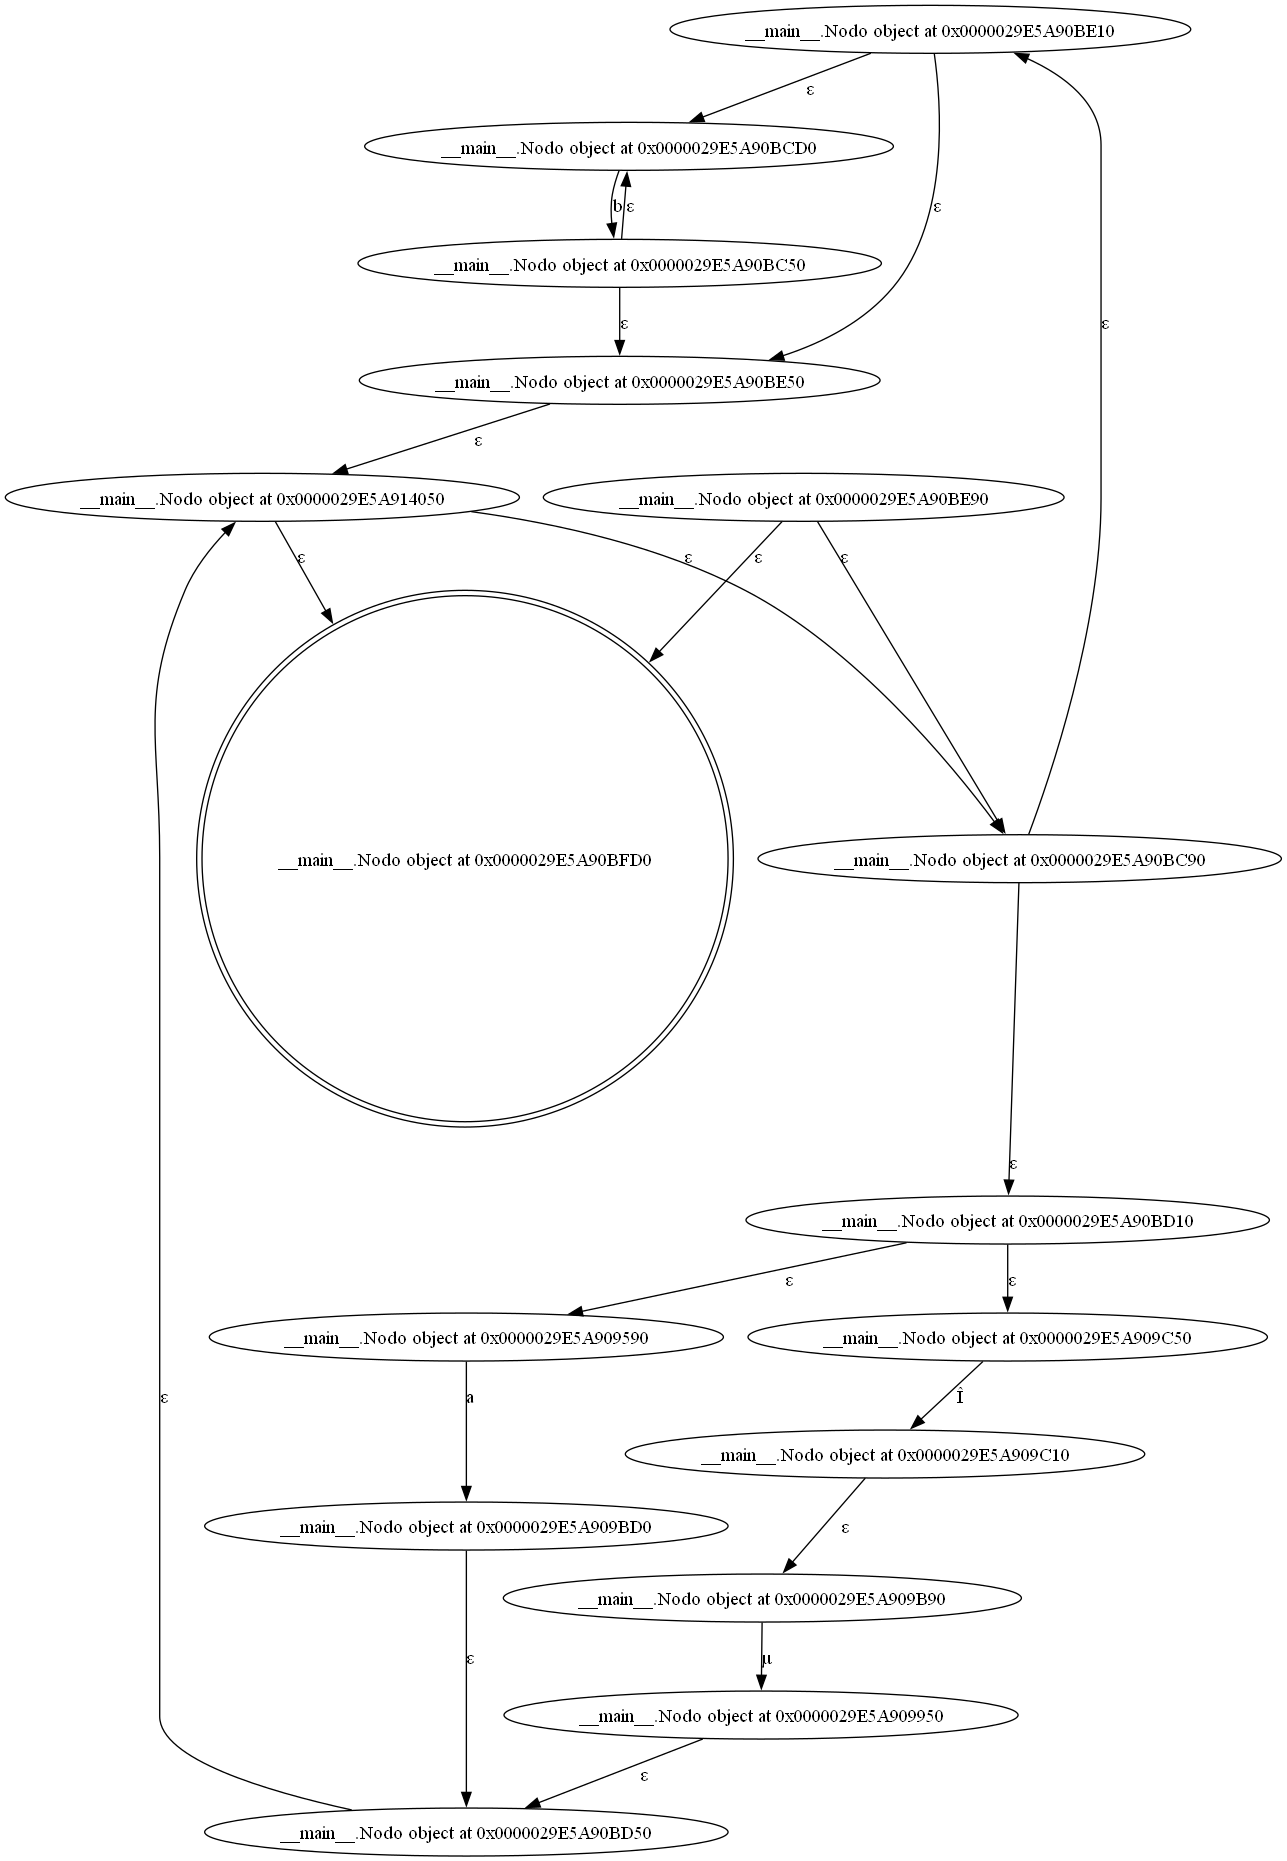 __main__.Nodo object at 0x0000029E5A90BE10
ε
__main__.Nodo object at 0x0000029E5A90BCD0
b
ε
ε
__main__.Nodo object at 0x0000029E5A90BC50
ε
ε
__main__.Nodo object at 0x0000029E5A90BE50
ε
__main__.Nodo object at 0x0000029E5A914050
__main__.Nodo object at 0x0000029E5A90BE90
ε
ε
ε
ε
__main__.Nodo object at 0x0000029E5A90BFD0
__main__.Nodo object at 0x0000029E5A90BC90
ε
__main__.Nodo object at 0x0000029E5A90BD10
ε
ε
__main__.Nodo object at 0x0000029E5A909590
__main__.Nodo object at 0x0000029E5A909C50
ε
a
Î
__main__.Nodo object at 0x0000029E5A909C10
__main__.Nodo object at 0x0000029E5A909BD0
ε
__main__.Nodo object at 0x0000029E5A909B90
ε
µ
__main__.Nodo object at 0x0000029E5A909950
ε
__main__.Nodo object at 0x0000029E5A90BD50